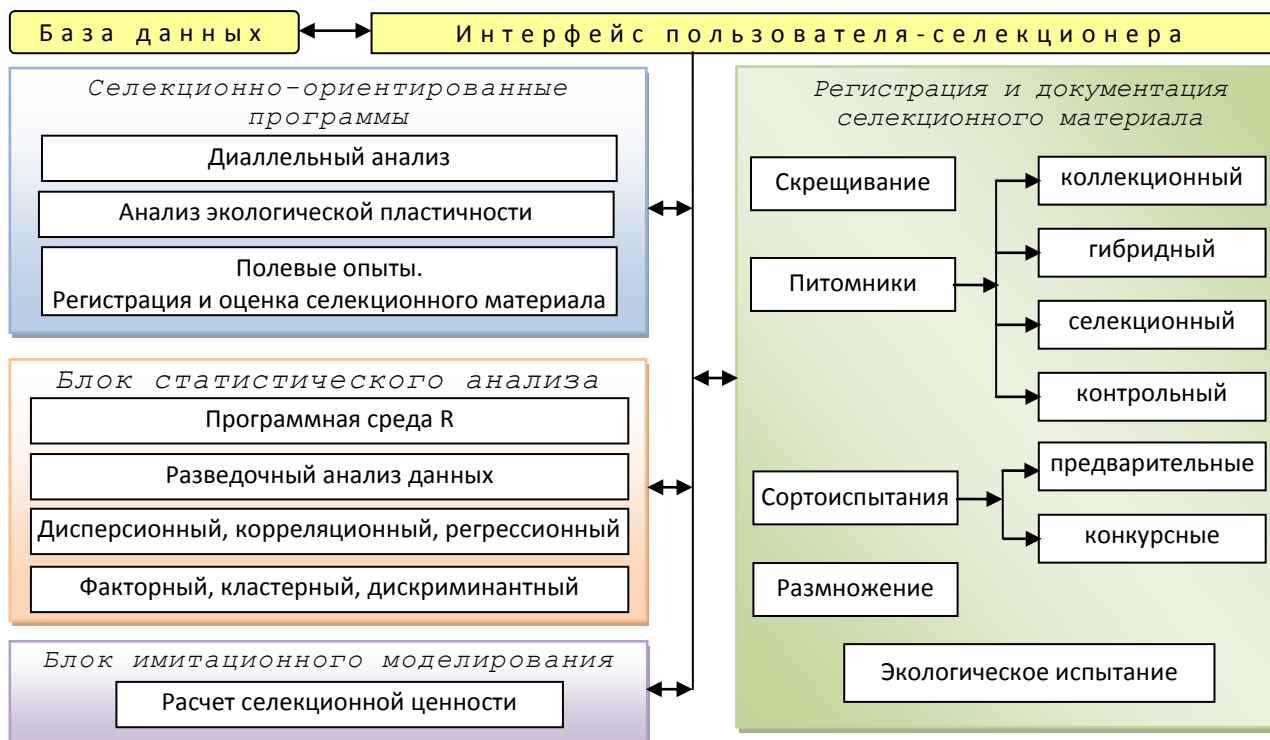 База данных
Интерфейс пользователя-селекционера
Селекционно-ориентированные
программы
Диаллельный анализ
Анализ экологической пластичности
Полевые опыты.
Регистрация и оценка селекционного материала
Блок статистического анализа
Программная среда R
Разведочный анализ данных
Дисперсионный, корреляционный, регрессионный
Факторный, кластерный, дискриминантный
Блок имитационного моделирования
Расчет селекционной ценности
Регистрация и документация
селекционного материала
Скрещивание
Питомники
коллекционный
гибридный
селекционный
контрольный
Сортоиспытания
предварительные
конкурсные
Размножение
Экологическое испытание